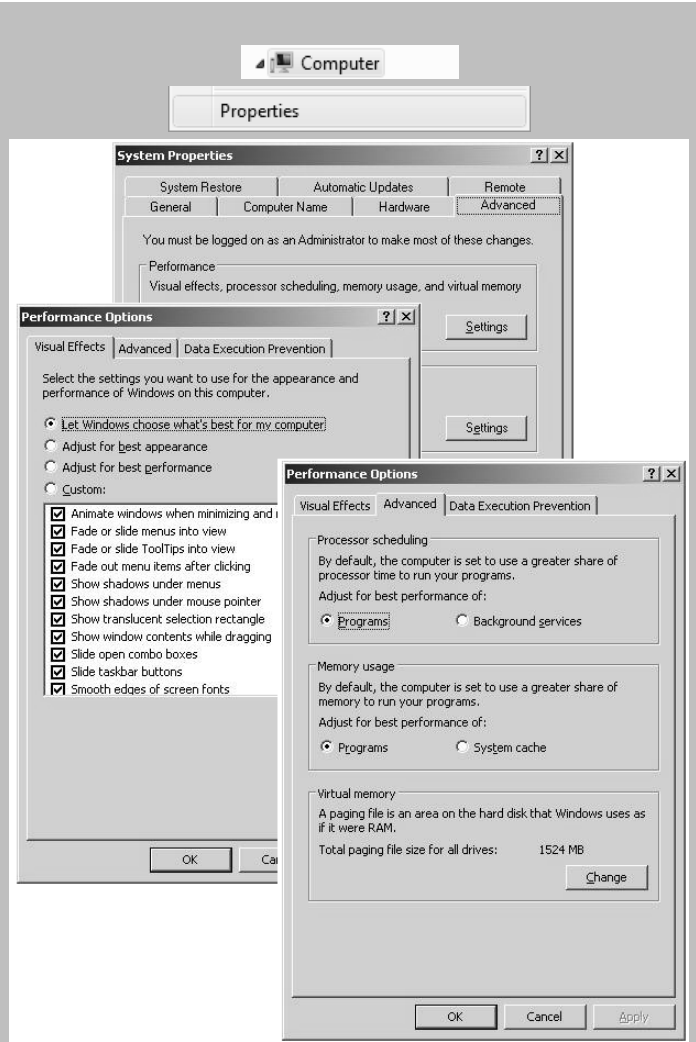 Computer
Properties
System Properties
System Restore
Automatic Updates
Remote
General
Computer Name
Hardware
Advanced
You must be logged on as an Administrator to make most of these changes.
Performance
Visual effects, processor scheduling, memory usage, and virtual memory
Settings
Settings
Performance Options
Visual Effects
Advanced
Data Execution Prevention
Select the settings you want to use for the appearance and
performance of Windows on this computer.
Let Windows choose what's best for my computer
Adjust for best appearance
Adjust for best performance
Custom:
Animate windows when minimizing and
Fade or slide menus into view
Fade or slide ToolTips into view
Fade out menu items after clicking
Show shadows under menus
Show shadows under mouse pointer
Show translucent selection rectangle
Show window contents while dragging
Slide open combo boxes
Slide taskbar buttons
Smooth edges of screen fonts
OK
Performance Options
Visual Effects
Advanced
Data Execution Prevention
Processor scheduling
By default, the computer is set to use a greater share of
processor time to run your programs.
Adjust for best performance of:
Programs
Background services
Memory usage
By default, the computer is set to use a greater share of
memory to run your programs.
Adjust for best performance of:
Programs
System cache
Virtual memory
A paging file is an area on the hard disk that Windows uses as
if it were RAM.
Total paging file size for all drives: 1524 MB
Change
OK
Cancel
Apply